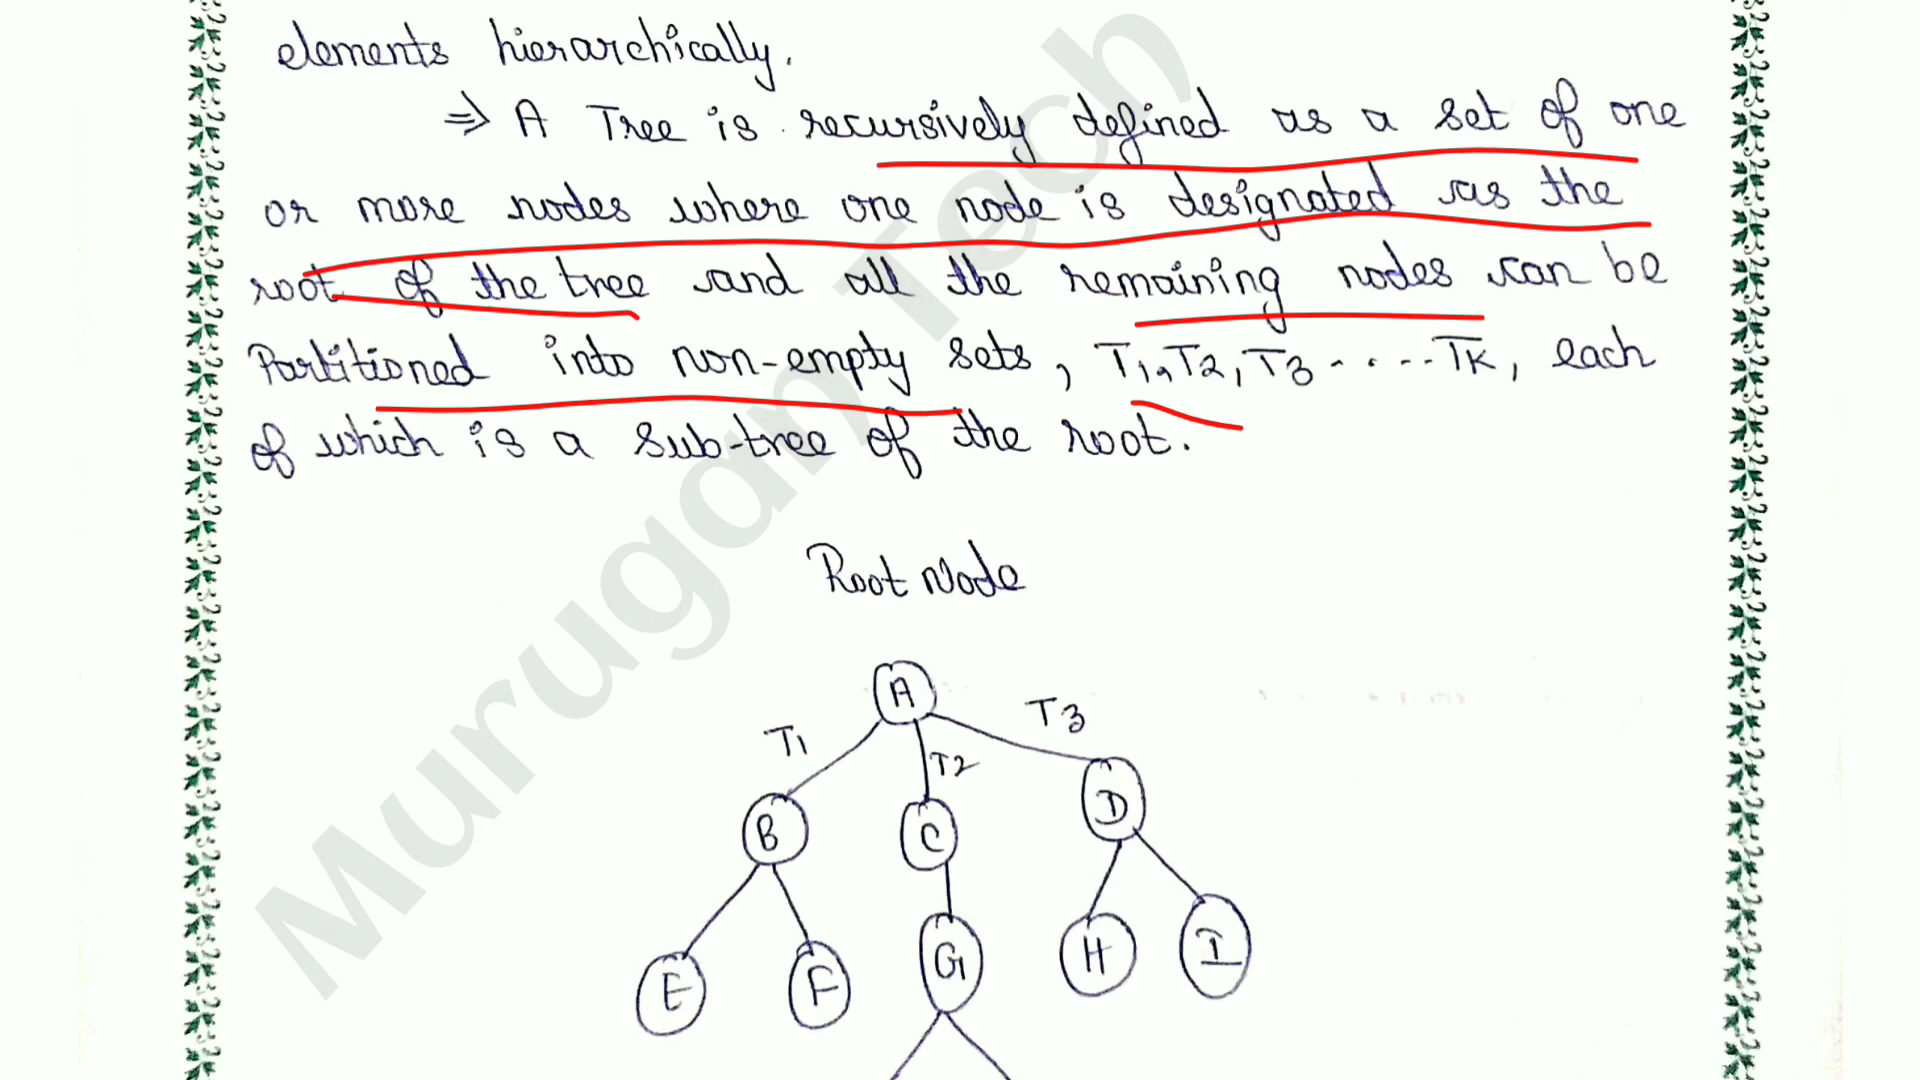 elements hierarchically.
⇒ A Tree is recursively defined as a set of one
or more nodes where one node is designated as the
root of the tree and all the remaining nodes can be
Partitioned into non-empty sets, T1, T2, T3 ..... TK, each
of which is a sub-tree of the root.
Root Node
A
T1 T2 T3
B C D
E F G H I
Murugan Tech